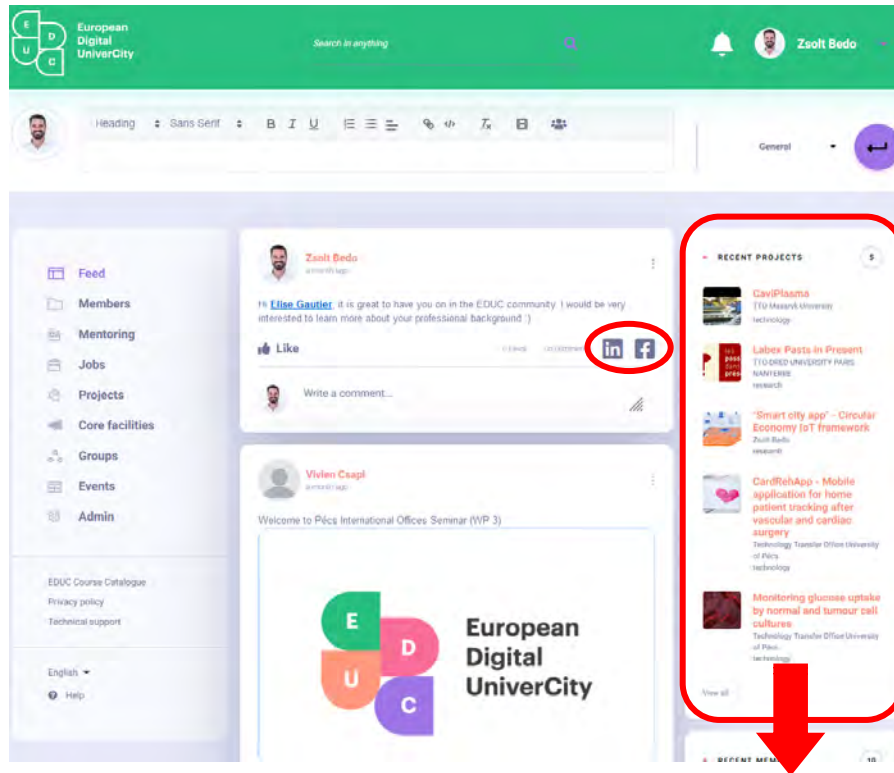 E
D
U
C
European
Digital
UniverCity
Search in anything
Zsolt Bedo
Heading
Sans Serif
B I U
General
Feed
Members
Mentoring
Jobs
Projects
Core facilities
Groups
Events
Admin
EDUC Course Catalogue
Privacy policy
Technical support
English
Help
Zsolt Bedo
a month ago
Hi Elise Gautier, it is great to have you on in the EDUC community. I would be very
interested to learn more about your professional background :)
Like
in f
Write a comment...
Vivien Csapi
a month ago
Welcome to Pécs International Offices Seminar (WP 3)
E
D
U
C
European
Digital
UniverCity
RECENT PROJECTS
5
CaviPlasma
TTO Masaryk University
technology
Labex Pasts in Present
TTO DRED UNIVERSITY PARIS
NANTERRE
research
"Smart city app" - Circular
Economy IoT framework
Zsolt Bedo
research
CardRehApp - Mobile
application for home
patient tracking after
vascular and cardiac
surgery
Technology Transfer Office University
of Pécs
technology
Monitoring glucose uptake
by normal and tumour cell
cultures
Technology Transfer Office University
of Pécs
technology
View all
RECENT
10